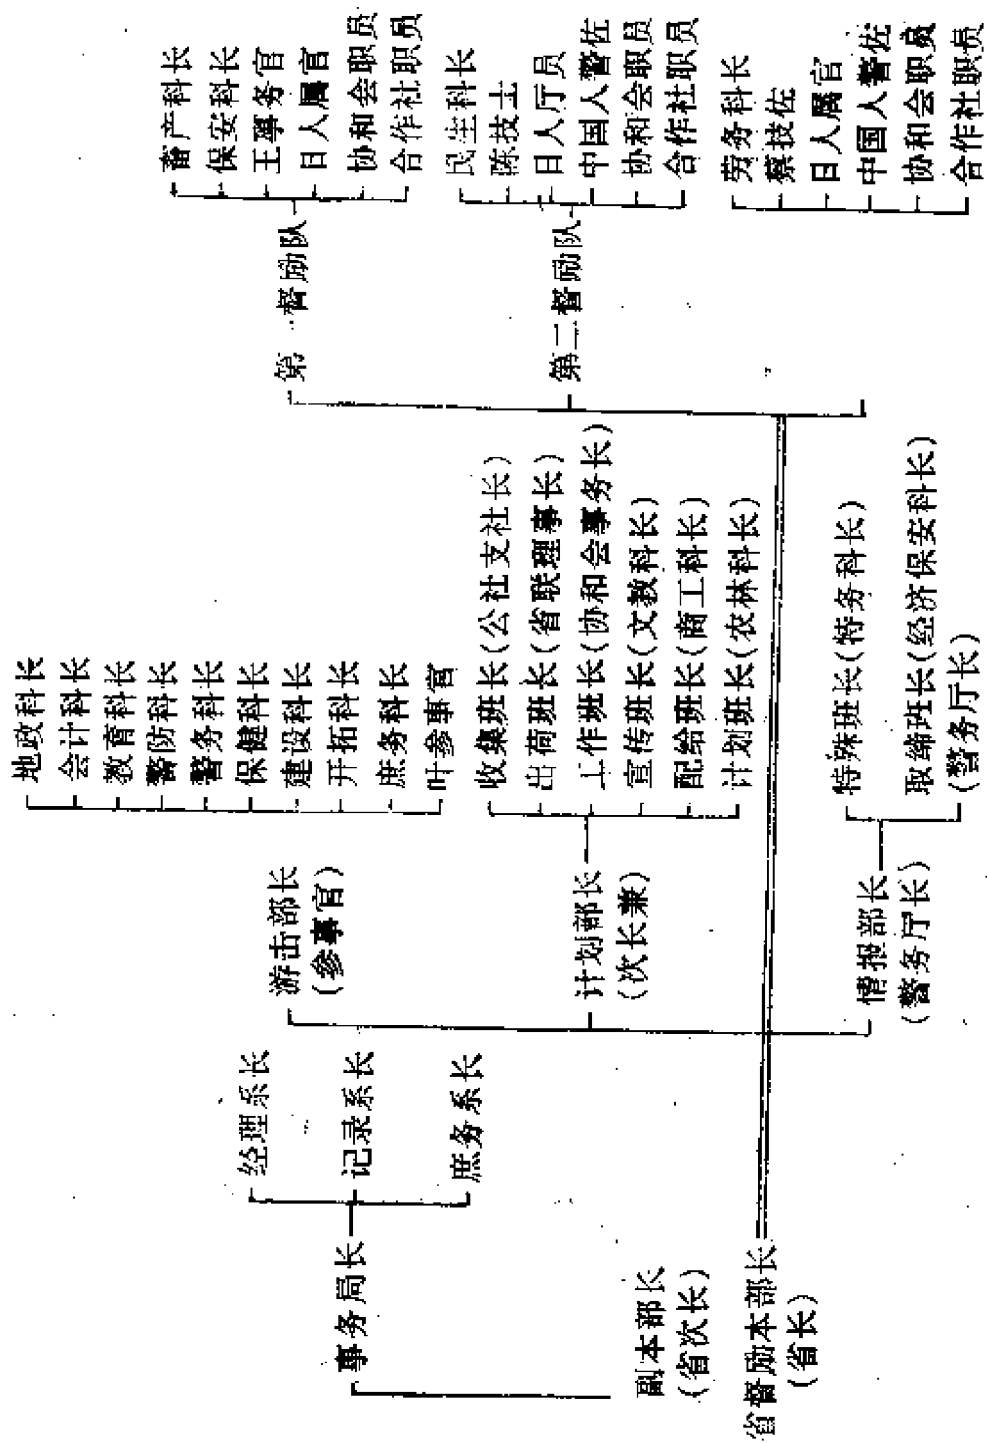 省督励本部长
(省长)
副本部长
(省次长)
事务局长
经理系长
记录系长
庶务系长
游击部长
(参事官)
地政科长
会计科长
教育科长
警防科长
警务科长
保健科长
建设科长
开拓科长
庶务科长
叶参事官
计划部长
(次长兼)
收集班长(公社支社长)
出荷班长(省联理事长)
工作班长(协和会事务长)
宣传班长(文教科长)
配给班长(商工科长)
计划班长(农林科长)
情报部长
(警务厅长)
特殊班长(特务科长)
取缔班长(经济保安科长)
(警务厅长)
第一督励队
畜产科长
保安科长
王事务官
日人属官
协和会职员
合作社职员
第二督励队
民生科长
陈技士
日人厅员
中国人警佐
协和会职员
合作社职员
劳务科长
蔡技佐
日人属官
中国人警佐
协和会职员
合作社职员